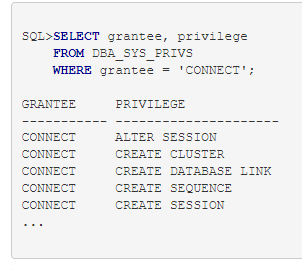 SQL>SELECT grantee, privilege
    FROM DBA_SYS_PRIVS
    WHERE grantee = 'CONNECT';
GRANTEE     PRIVILEGE
----------- --------------------
CONNECT     ALTER SESSION
CONNECT     CREATE CLUSTER
CONNECT     CREATE DATABASE LINK
CONNECT     CREATE SEQUENCE
CONNECT     CREATE SESSION
...